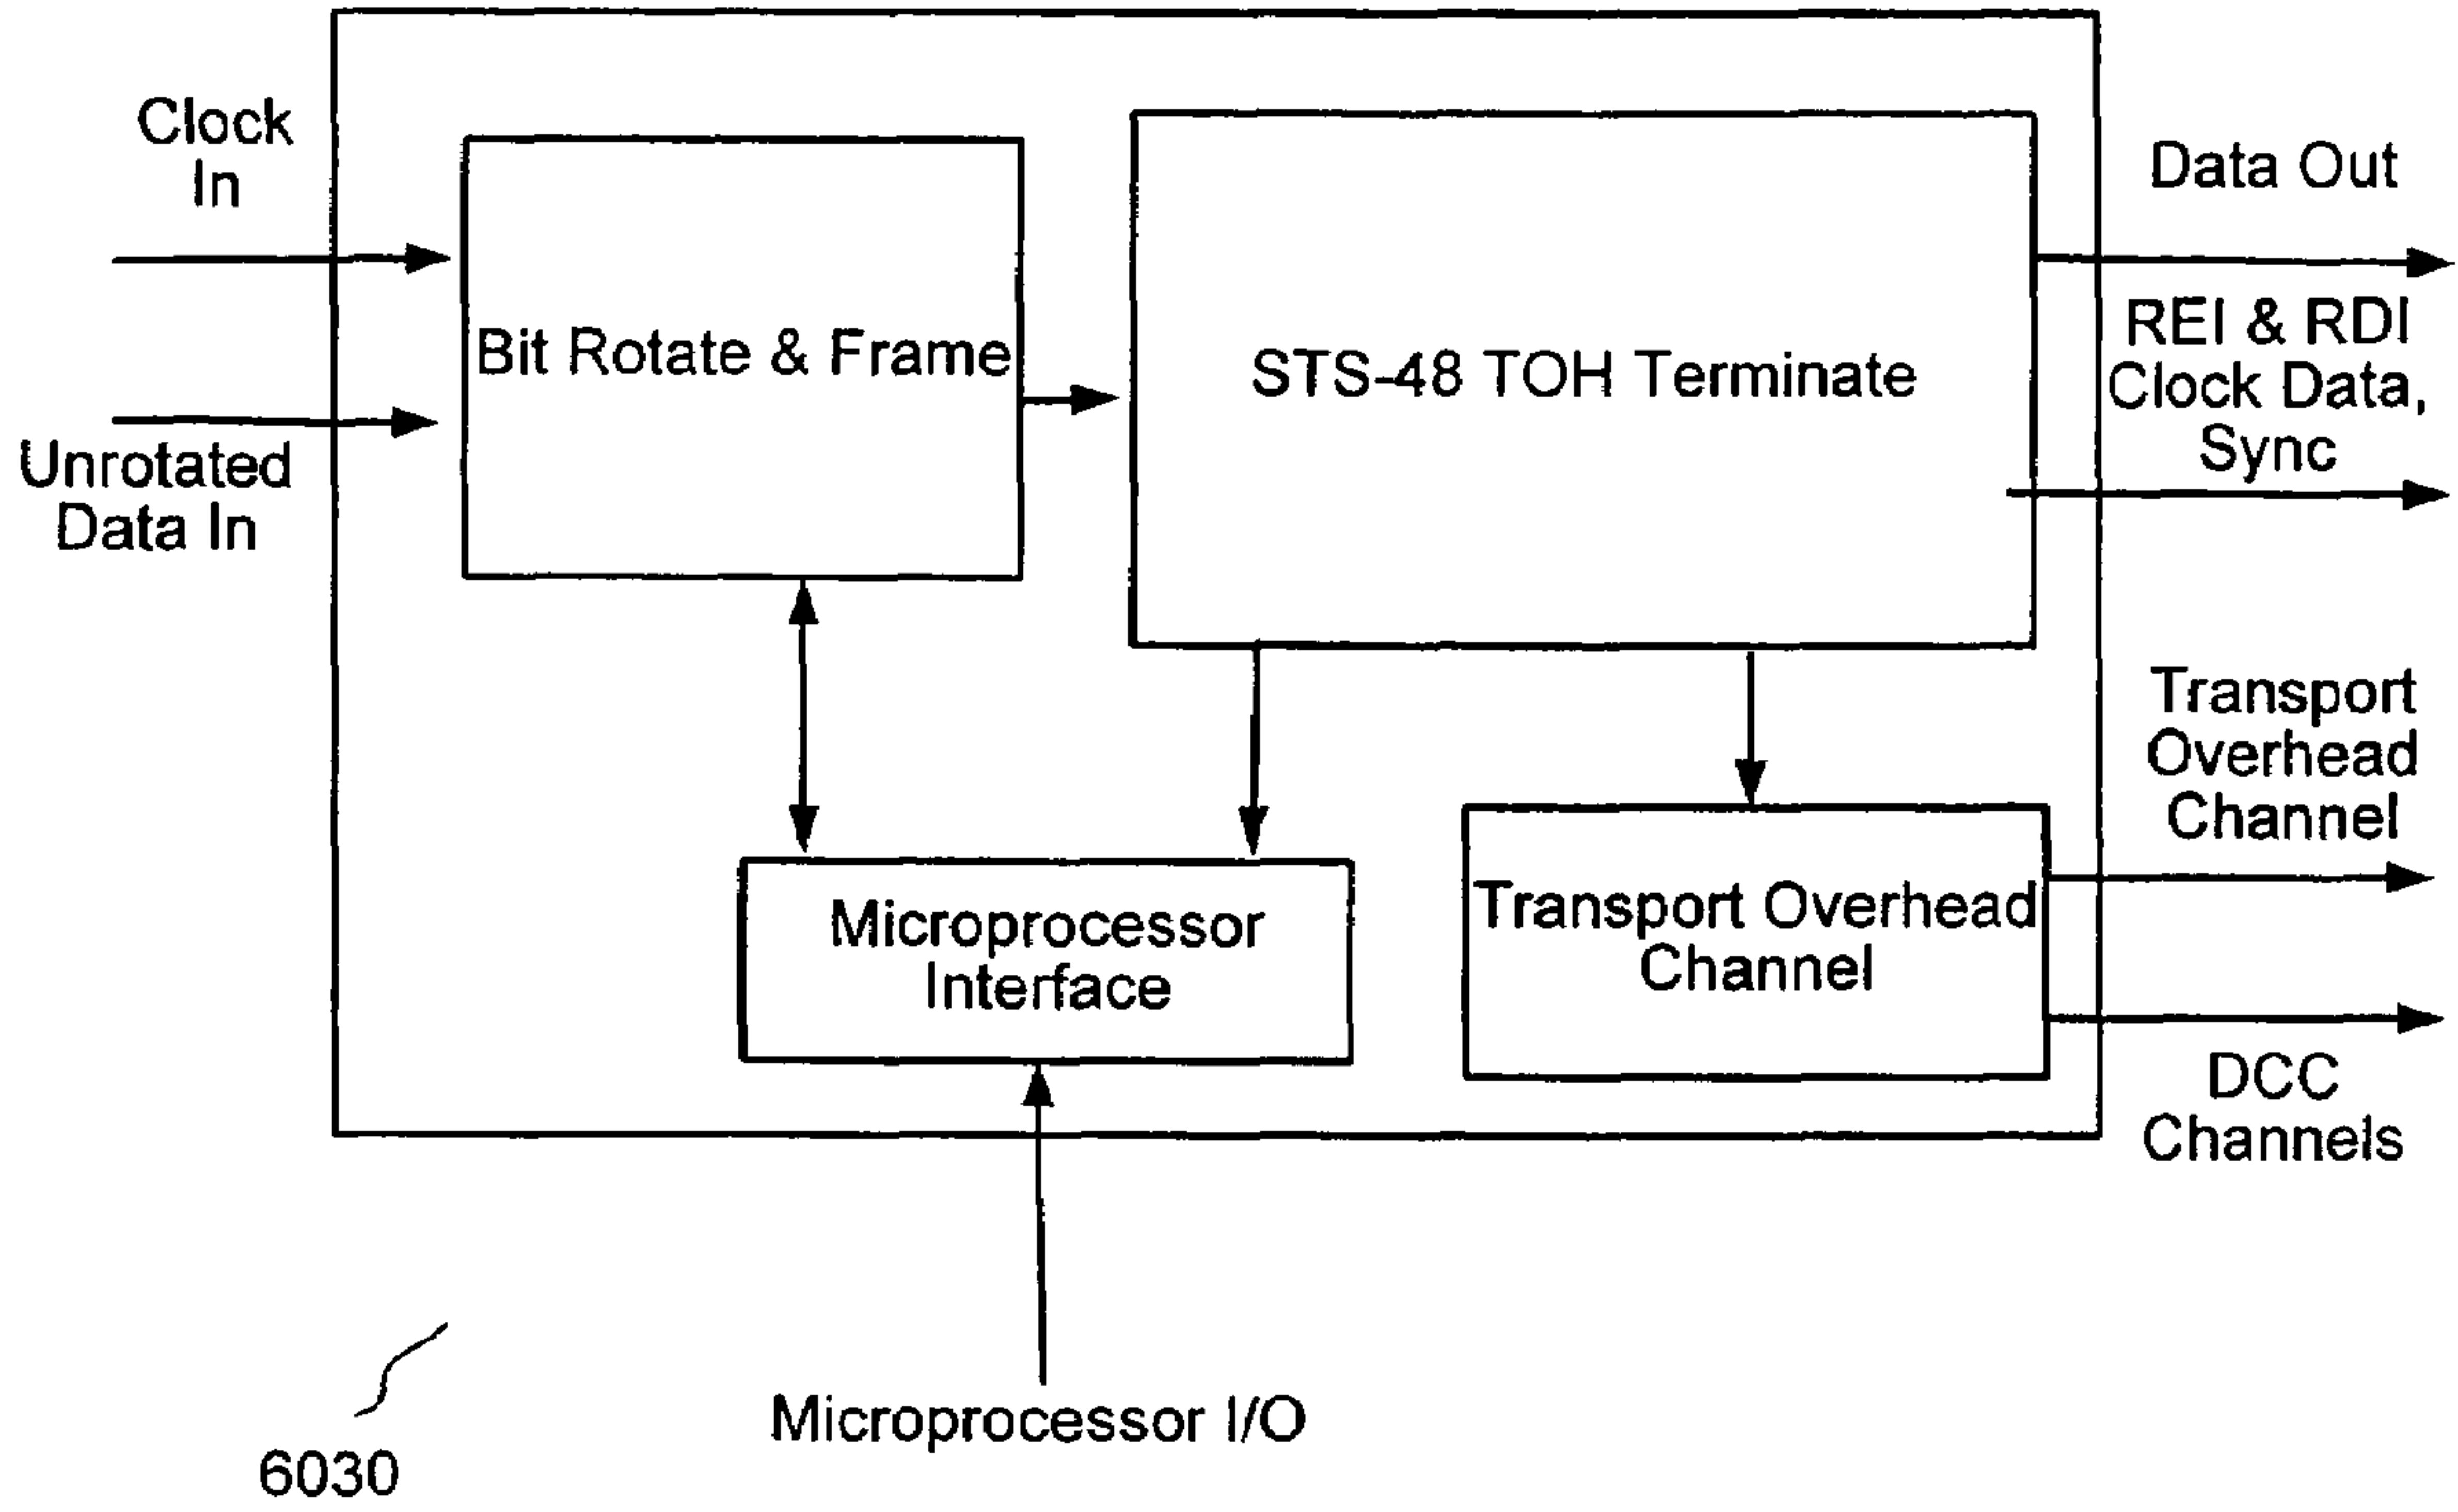 Clock
In
Unrotated
Data In
Bit Rotate & Frame
STS-48 TOH Terminate
Data Out
REI & RDI
Clock Data,
Sync
Microprocessor
Interface
Transport Overhead
Channel
Transport
Overhead
Channel
DCC
Channels
Microprocessor I/O
6030